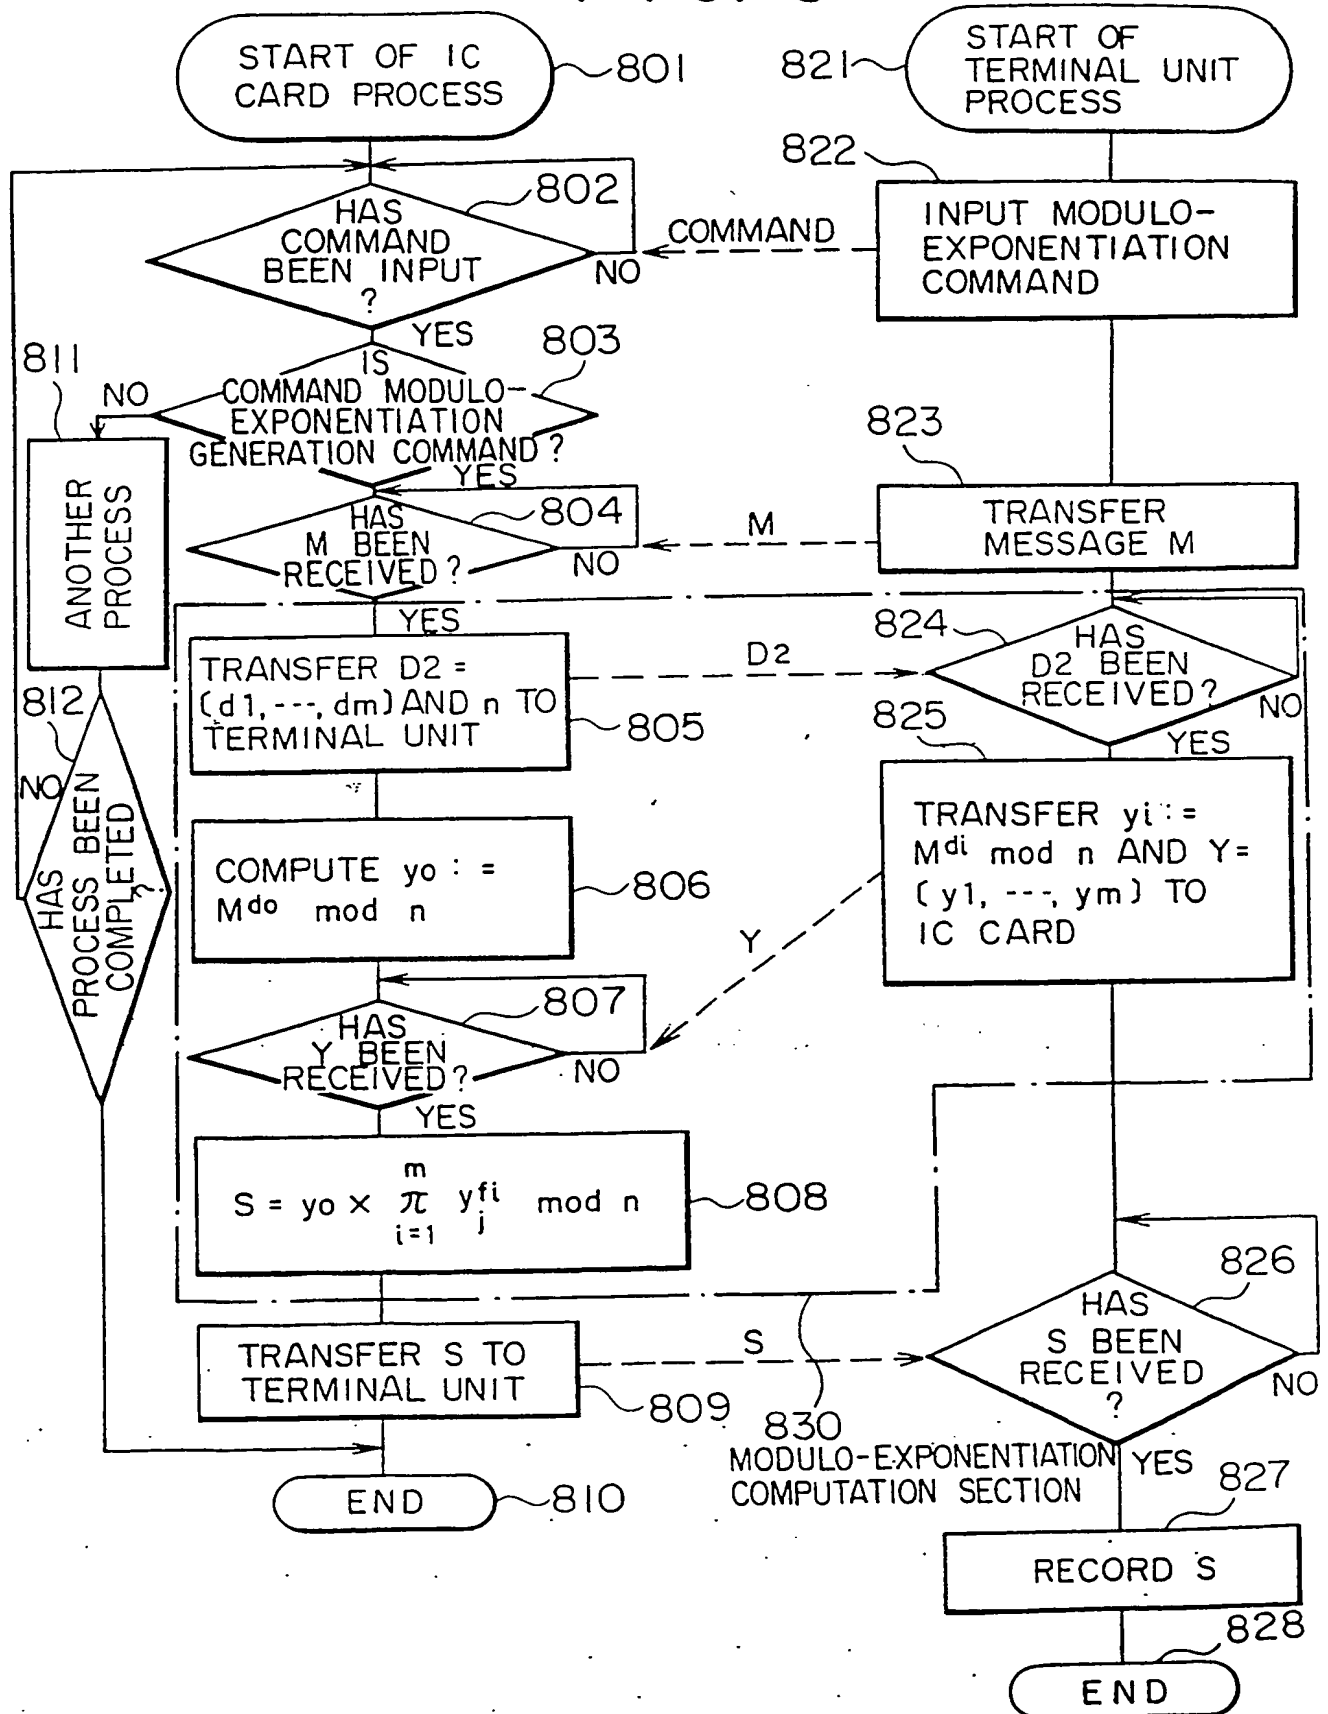 START OF IC
CARD PROCESS
801
HAS
COMMAND
BEEN INPUT
?
802
NO
YES
IS
COMMAND MODULO-
EXPONENTIATION
GENERATION COMMAND?
803
NO
YES
811
ANOTHER
PROCESS
812
HAS
PROCESS BEEN
COMPLETED
?
NO
HAS
M BEEN
RECEIVED?
804
NO
YES
TRANSFER D2 =
(d1, ---, dm) AND n TO
TERMINAL UNIT
805
COMPUTE yo :=
M^do mod n
806
HAS
Y BEEN
RECEIVED?
807
NO
YES
S = yo × π_{i=1}^{m} y_j^{fi} mod n
808
TRANSFER S TO
TERMINAL UNIT
809
END
810
COMMAND
M
D2
Y
S
START OF
TERMINAL UNIT
PROCESS
821
822
INPUT MODULO-
EXPONENTIATION
COMMAND
823
TRANSFER
MESSAGE M
824
HAS
D2 BEEN
RECEIVED?
NO
YES
825
TRANSFER yi :=
M^di mod n AND Y=
(y1, ---, ym) TO
IC CARD
826
HAS
S BEEN
RECEIVED
?
NO
YES
830
MODULO-EXPONENTIATION
COMPUTATION SECTION
827
RECORD S
828
END